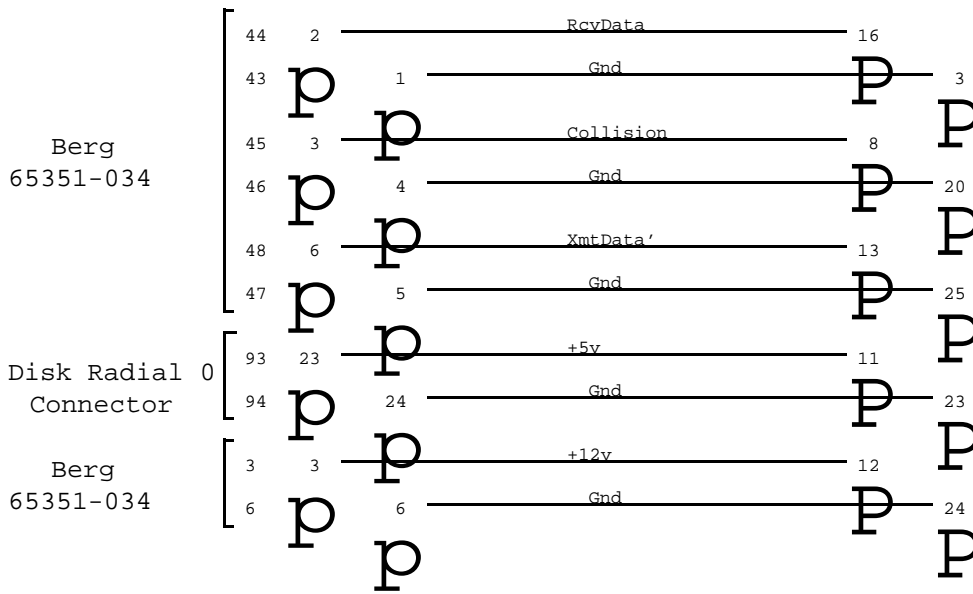 44 2 RcvData 16
43 1 Gnd 3
p P
Berg
65351-034
45 3 Collision 8
p P
46 4 Gnd 20
p P
p P
48 6 XmtData’ 13
47 5 Gnd 25
p P
p P
Disk Radial 0
Connector
93 23 +5v 11
p P
94 24 Gnd 23
p P
Berg
65351-034
3 3 +12v 12
p P
6 6 Gnd 24
p P
p P